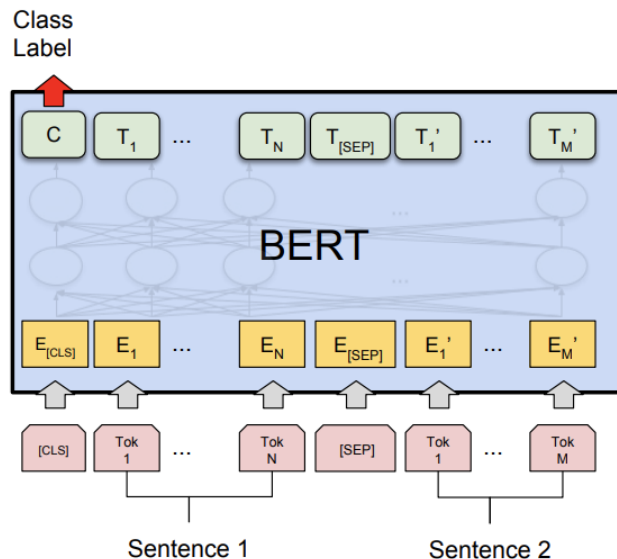 Class
Label
C T1 ... TN T[SEP] T1' ... TM'
...
BERT
...
E[CLS] E1 ... EN E[SEP] E1' ... EM'
[CLS] Tok 1 ... Tok N [SEP] Tok 1 ... Tok M
Sentence 1 Sentence 2